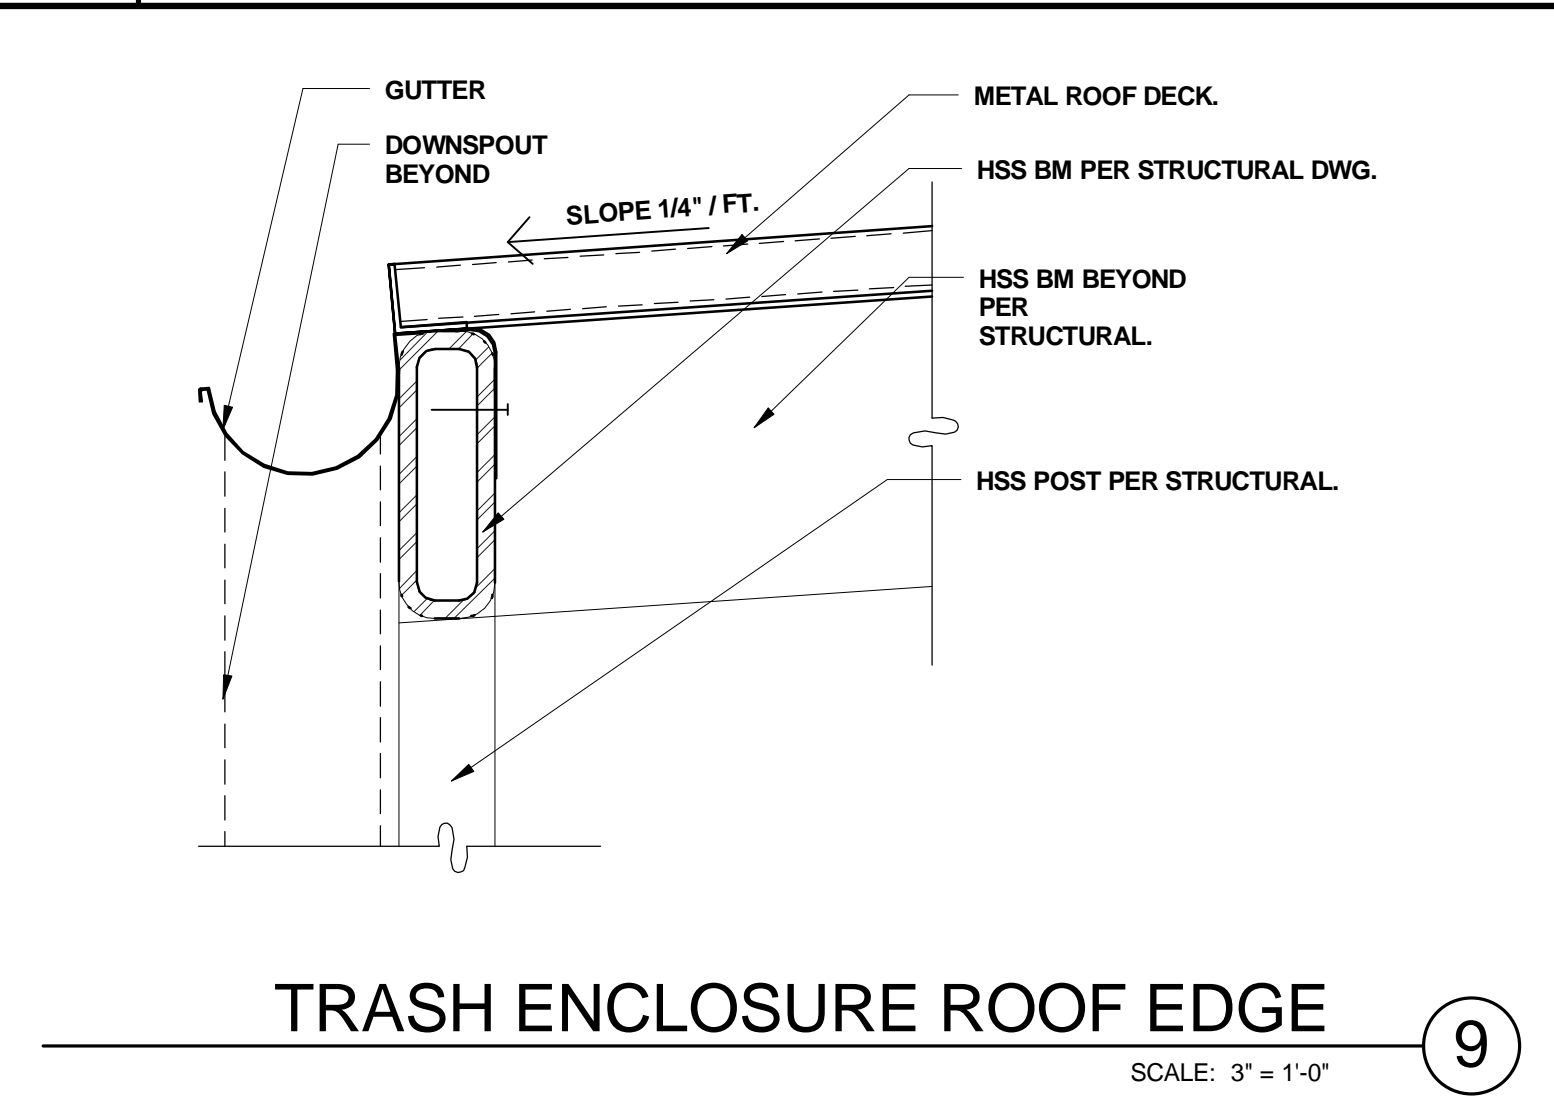 GUTTER
DOWNSPOUT
BEYOND
SLOPE 1/4" / FT.
METAL ROOF DECK.
HSS BM PER STRUCTURAL DWG.
HSS BM BEYOND
PER
STRUCTURAL.
HSS POST PER STRUCTURAL.
TRASH ENCLOSURE ROOF EDGE
9
SCALE: 3" = 1'-0"